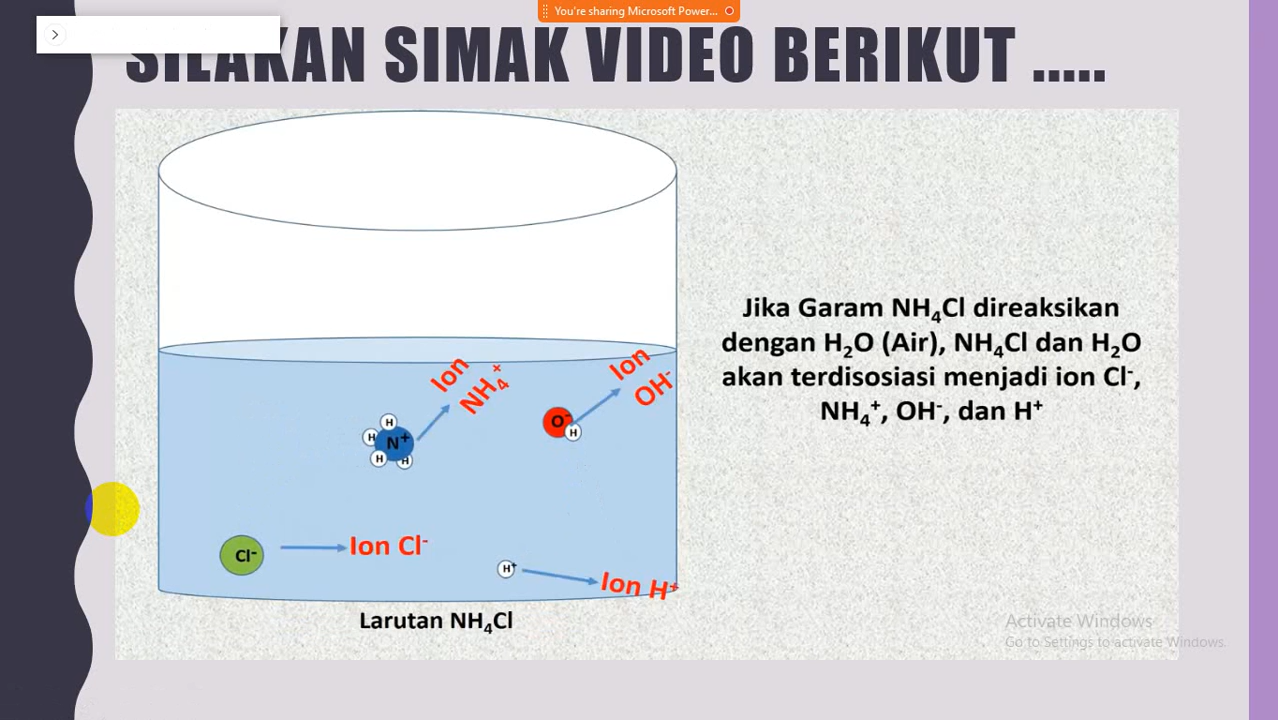 You're sharing Microsoft Power...
SILAKAN SIMAK VIDEO BERIKUT .....
Jika Garam NH₄Cl direaksikan
dengan H₂O (Air), NH₄Cl dan H₂O
akan terdisosiasi menjadi ion Cl⁻,
NH₄⁺, OH⁻, dan H⁺
Ion
NH₄⁺
Ion
OH⁻
H
H
N⁺
H
H
O⁻
H
Cl⁻
Ion Cl⁻
H⁺
Ion H⁺
Larutan NH₄Cl
Activate Windows
Go to Settings to activate Windows.